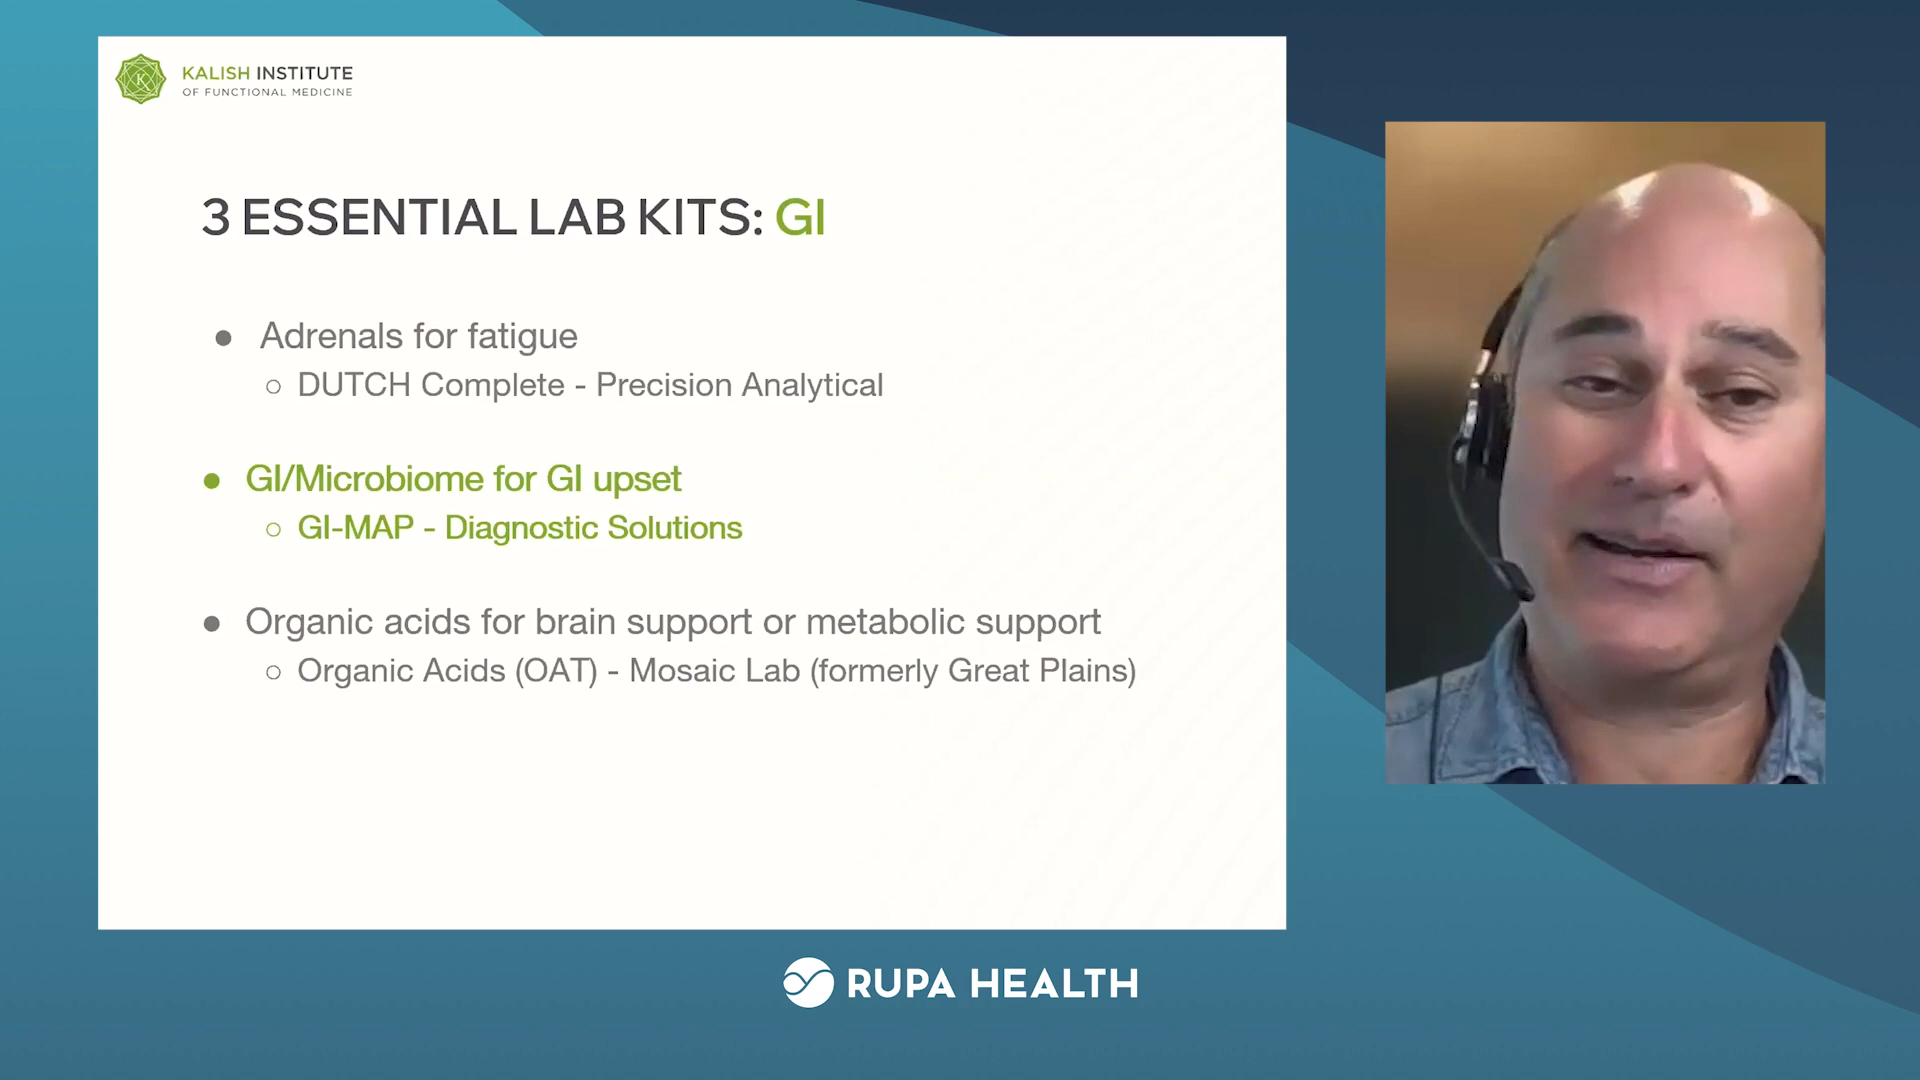 KALISH INSTITUTE
OF FUNCTIONAL MEDICINE
3 ESSENTIAL LAB KITS: GI
● Adrenals for fatigue
○ DUTCH Complete - Precision Analytical
● GI/Microbiome for GI upset
○ GI-MAP - Diagnostic Solutions
● Organic acids for brain support or metabolic support
○ Organic Acids (OAT) - Mosaic Lab (formerly Great Plains)
RUPA HEALTH